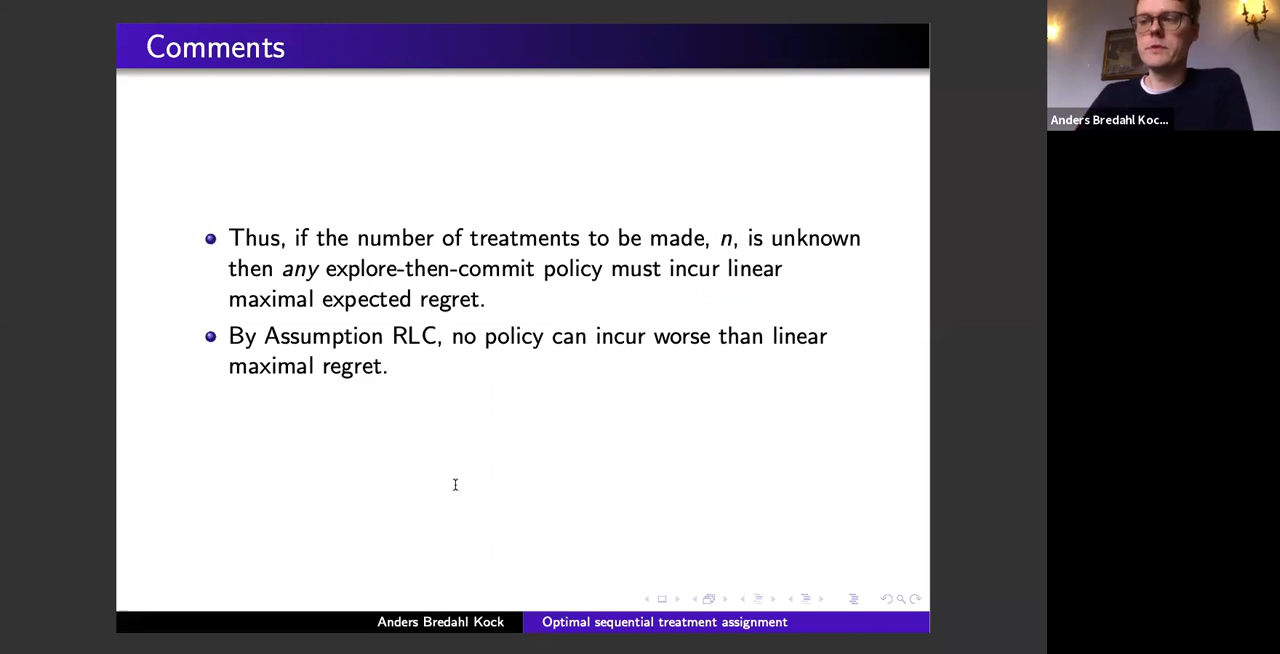 Comments
Anders Bredahl Koc...
Thus, if the number of treatments to be made, n, is unknown
then any explore-then-commit policy must incur linear
maximal expected regret.
By Assumption RLC, no policy can incur worse than linear
maximal regret.
Anders Bredahl Kock
Optimal sequential treatment assignment